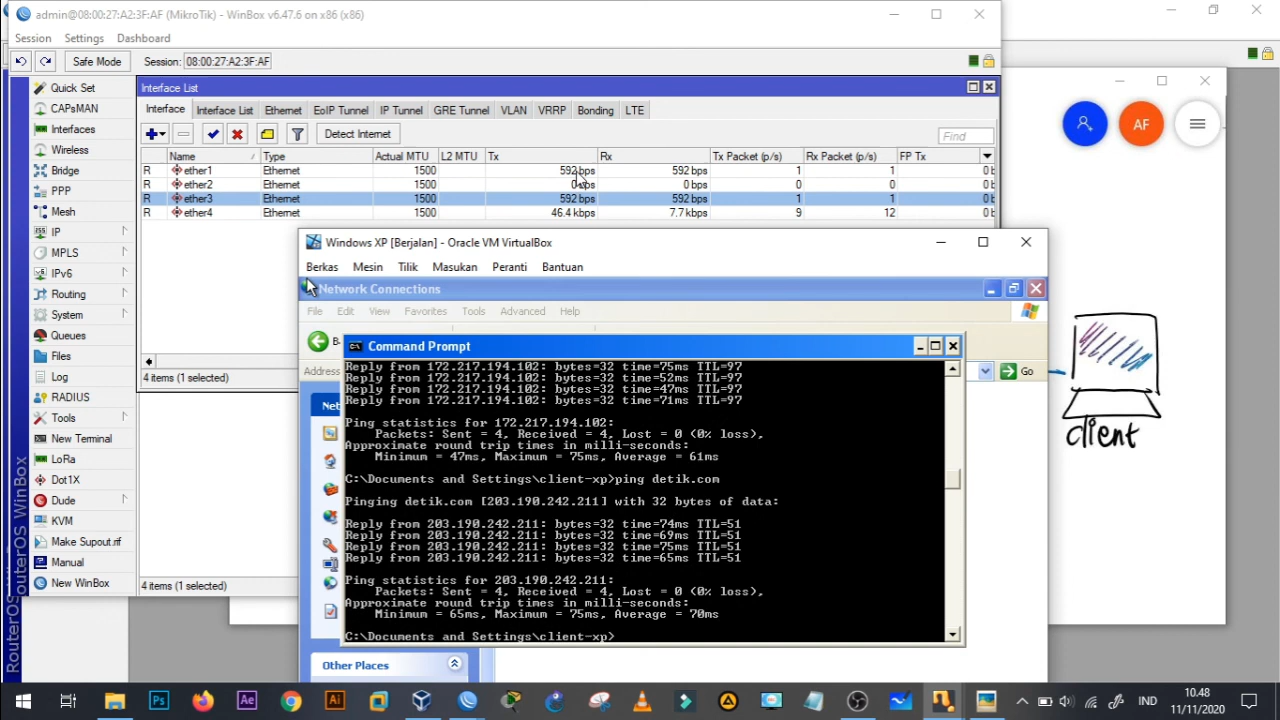 admin@08:00:27:A2:3F:AF (MikroTik) - WinBox v6.47.6 on x86 (x86)
Session Settings Dashboard
Safe Mode Session: 08:00:27:A2:3F:AF
Quick Set
CAPsMAN
Interfaces
Wireless
Bridge
PPP
Mesh
IP
MPLS
IPv6
Routing
System
Queues
Files
Log
RADIUS
Tools
New Terminal
LoRa
Dot1X
Dude
KVM
Make Supout.rif
Manual
New WinBox
RouterOS WinBox
Interface List
Interface Interface List Ethernet EoIP Tunnel IP Tunnel GRE Tunnel VLAN VRRP Bonding LTE
Detect Internet Find
Name Type Actual MTU L2 MTU Tx Rx Tx Packet (p/s) Rx Packet (p/s) FP Tx
R ether1 Ethernet 1500 592 bps 592 bps 1 1 0 b
R ether2 Ethernet 1500 0 bps 0 bps 0 0 0 b
R ether3 Ethernet 1500 592 bps 592 bps 1 1 0 b
R ether4 Ethernet 1500 46.4 kbps 7.7 kbps 9 12 0 b
4 items (1 selected)
4 items (1 selected)
Windows XP [Berjalan] - Oracle VM VirtualBox
Berkas Mesin Tilik Masukan Peranti Bantuan
Network Connections
File Edit View Favorites Tools Advanced Help
Address Go
Command Prompt
Reply from 172.217.194.102: bytes=32 time=75ms TTL=97
Reply from 172.217.194.102: bytes=32 time=52ms TTL=97
Reply from 172.217.194.102: bytes=32 time=47ms TTL=97
Reply from 172.217.194.102: bytes=32 time=71ms TTL=97
Ping statistics for 172.217.194.102:
Packets: Sent = 4, Received = 4, Lost = 0 (0% loss),
Approximate round trip times in milli-seconds:
Minimum = 47ms, Maximum = 75ms, Average = 61ms
C:\Documents and Settings\client-xp>ping detik.com
Pinging detik.com [203.190.242.211] with 32 bytes of data:
Reply from 203.190.242.211: bytes=32 time=74ms TTL=51
Reply from 203.190.242.211: bytes=32 time=69ms TTL=51
Reply from 203.190.242.211: bytes=32 time=75ms TTL=51
Reply from 203.190.242.211: bytes=32 time=65ms TTL=51
Ping statistics for 203.190.242.211:
Packets: Sent = 4, Received = 4, Lost = 0 (0% loss),
Approximate round trip times in milli-seconds:
Minimum = 65ms, Maximum = 75ms, Average = 70ms
C:\Documents and Settings\client-xp>
Other Places
AF
client
Ps Ae Ai
IND
10.48
11/11/2020